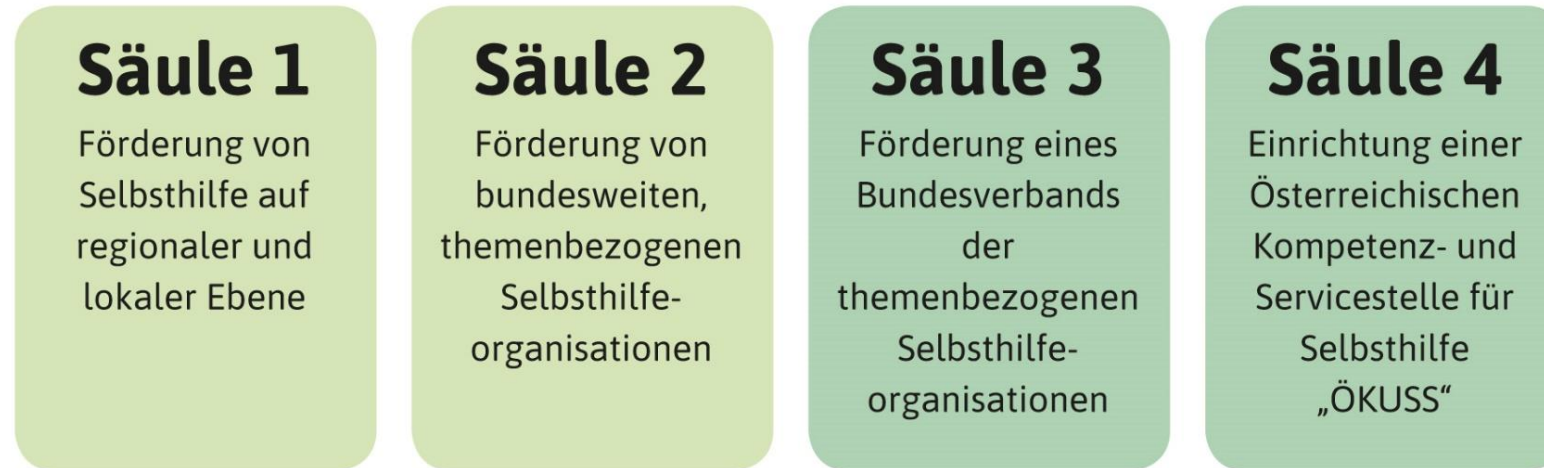 Säule 1
Förderung von
Selbsthilfe auf
regionaler und
lokaler Ebene
Säule 2
Förderung von
bundesweiten,
themenbezogenen
Selbsthilfe-
organisationen
Säule 3
Förderung eines
Bundesverbands
der
themenbezogenen
Selbsthilfe-
organisationen
Säule 4
Einrichtung einer
Österreichischen
Kompetenz- und
Servicestelle für
Selbsthilfe
„ÖKUSS“